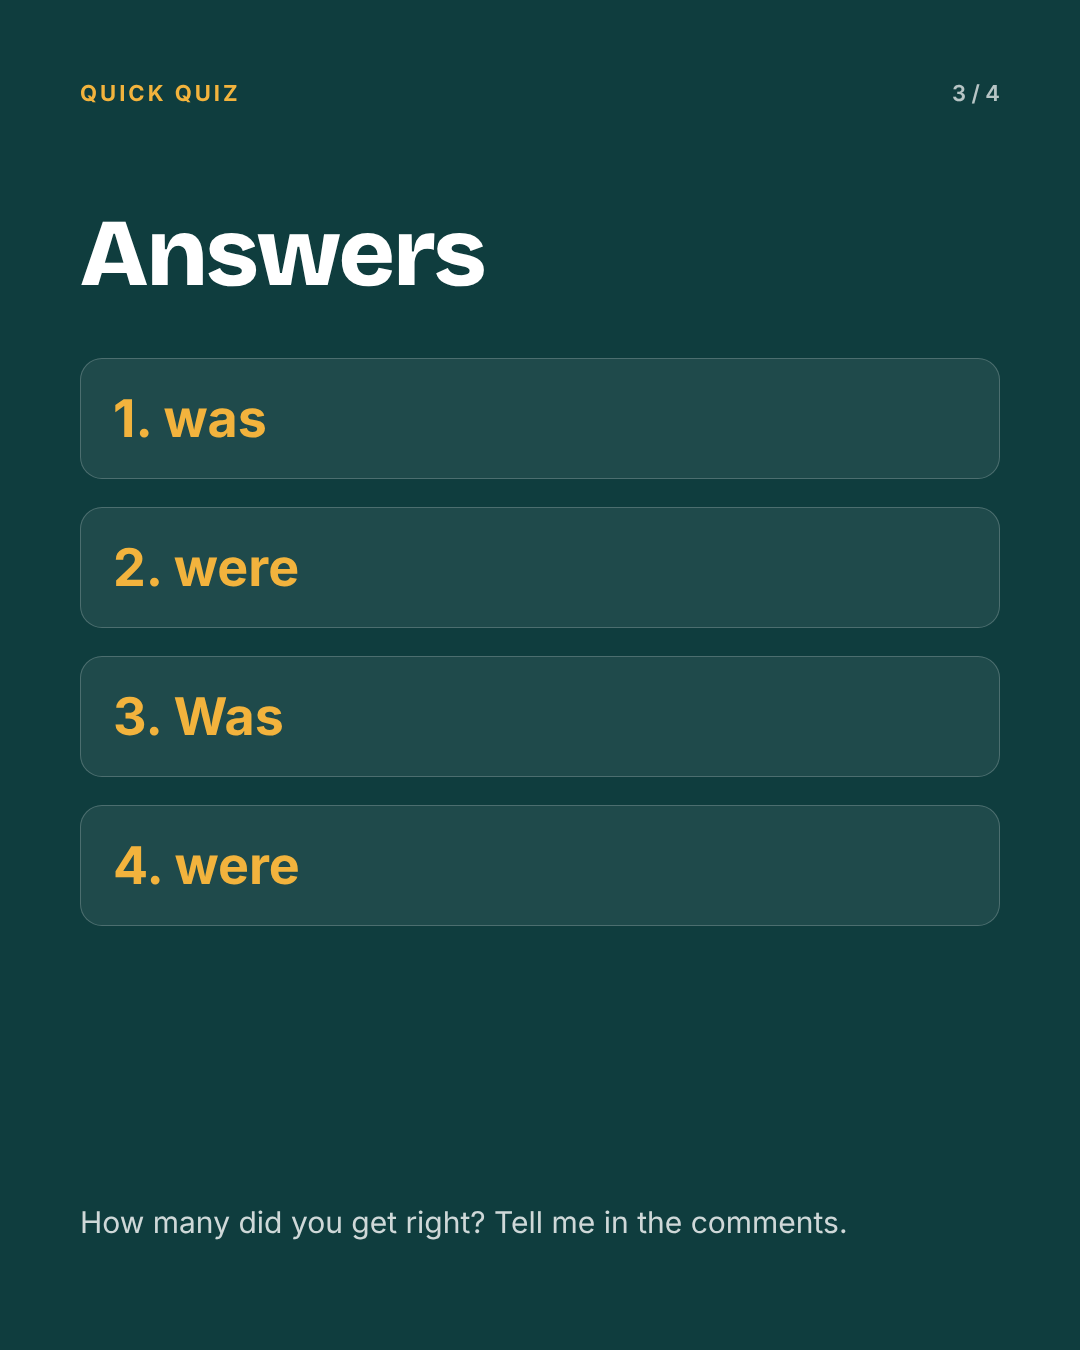 QUICK QUIZ
3 / 4
Answers
1. was
2. were
3. Was
4. were
How many did you get right? Tell me in the comments.